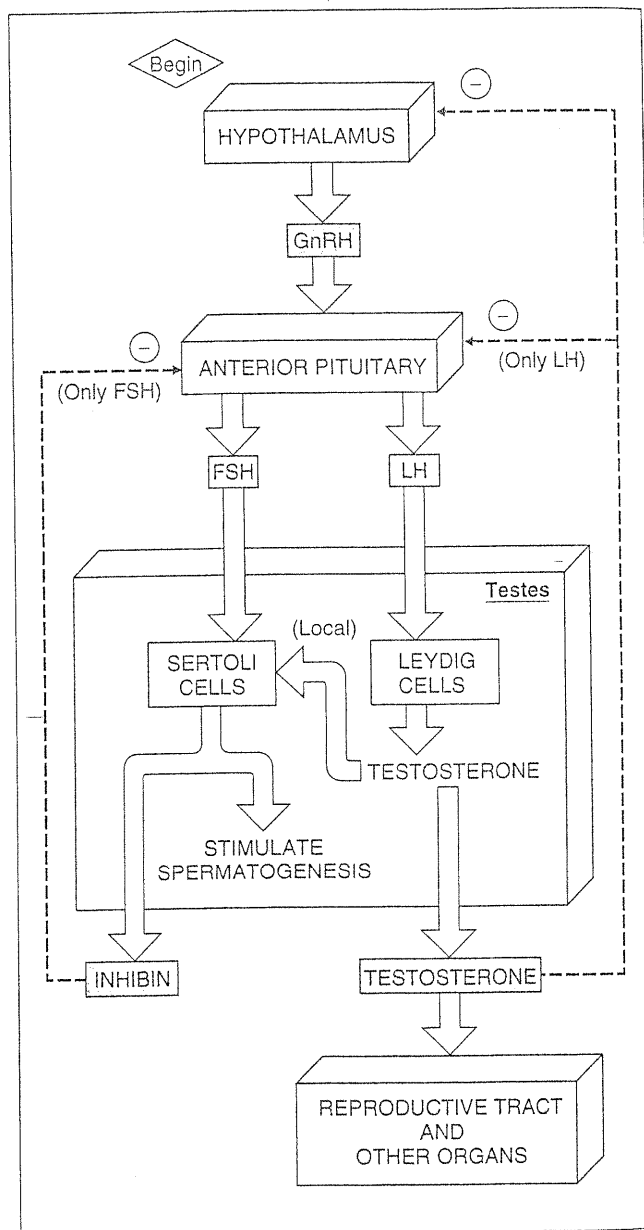 Begin
−
HYPOTHALAMUS
GnRH
−
−
ANTERIOR PITUITARY
(Only FSH)
(Only LH)
FSH
LH
Testes
(Local)
SERTOLI
CELLS
LEYDIG
CELLS
TESTOSTERONE
STIMULATE
SPERMATOGENESIS
INHIBIN
TESTOSTERONE
REPRODUCTIVE TRACT
AND
OTHER ORGANS